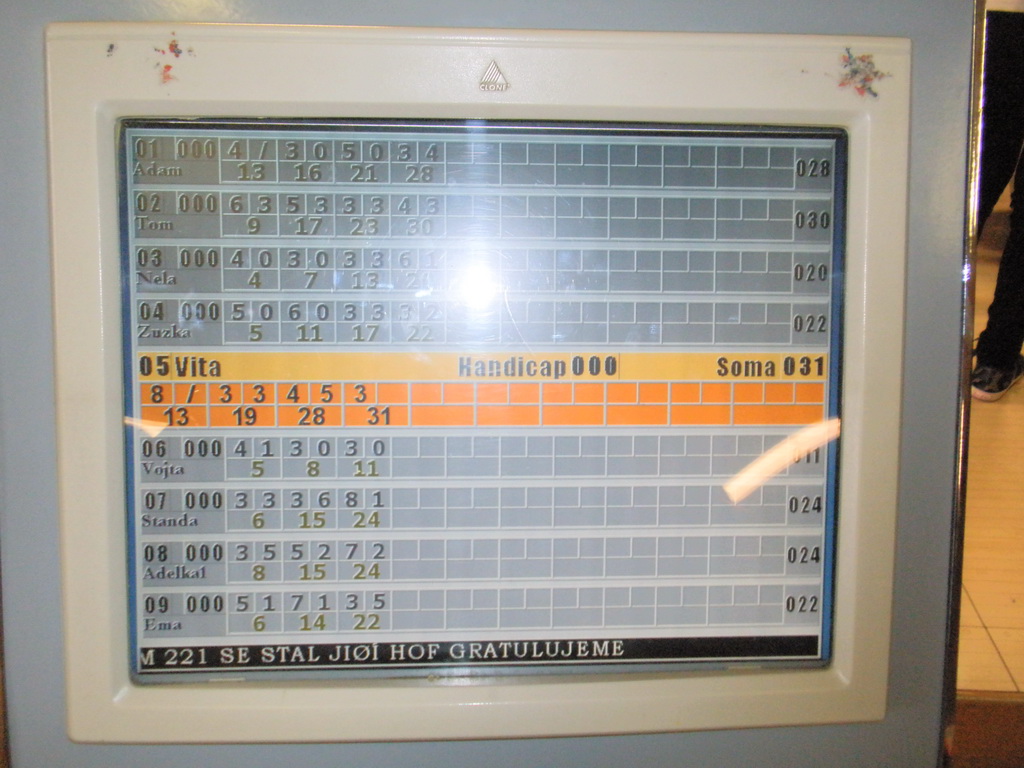 CLONE
01 000 4 / 3 0 5 0 3 4
Adam 13 16 21 28 028
02 000 6 3 5 3 3 3 4 3
Tom 9 17 23 30 030
03 000 4 0 3 0 3 3 6 1
Nela 4 7 13 020
04 000 5 0 6 0 3 3 3 2
Zuzka 5 11 17 22 022
05 Vita Handicap 000 Soma 031
8 / 3 3 4 5 3
13 19 28 31
06 000 4 1 3 0 3 0
Vojta 5 8 11
07 000 3 3 3 6 8 1
Standa 6 15 24 024
08 000 3 5 5 2 7 2
Adelka1 8 15 24 024
09 000 5 1 7 1 3 5
Ema 6 14 22 022
M 221 SE STAL JIØÍ HOF GRATULUJEME